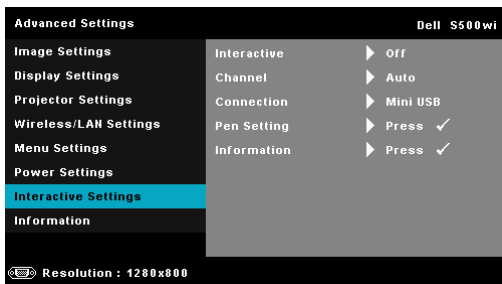 Advanced Settings Dell S500wi
Image Settings
Display Settings
Projector Settings
Wireless/LAN Settings
Menu Settings
Power Settings
Interactive Settings
Information
Interactive Off
Channel Auto
Connection Mini USB
Pen Setting Press ✓
Information Press ✓
Resolution : 1280x800